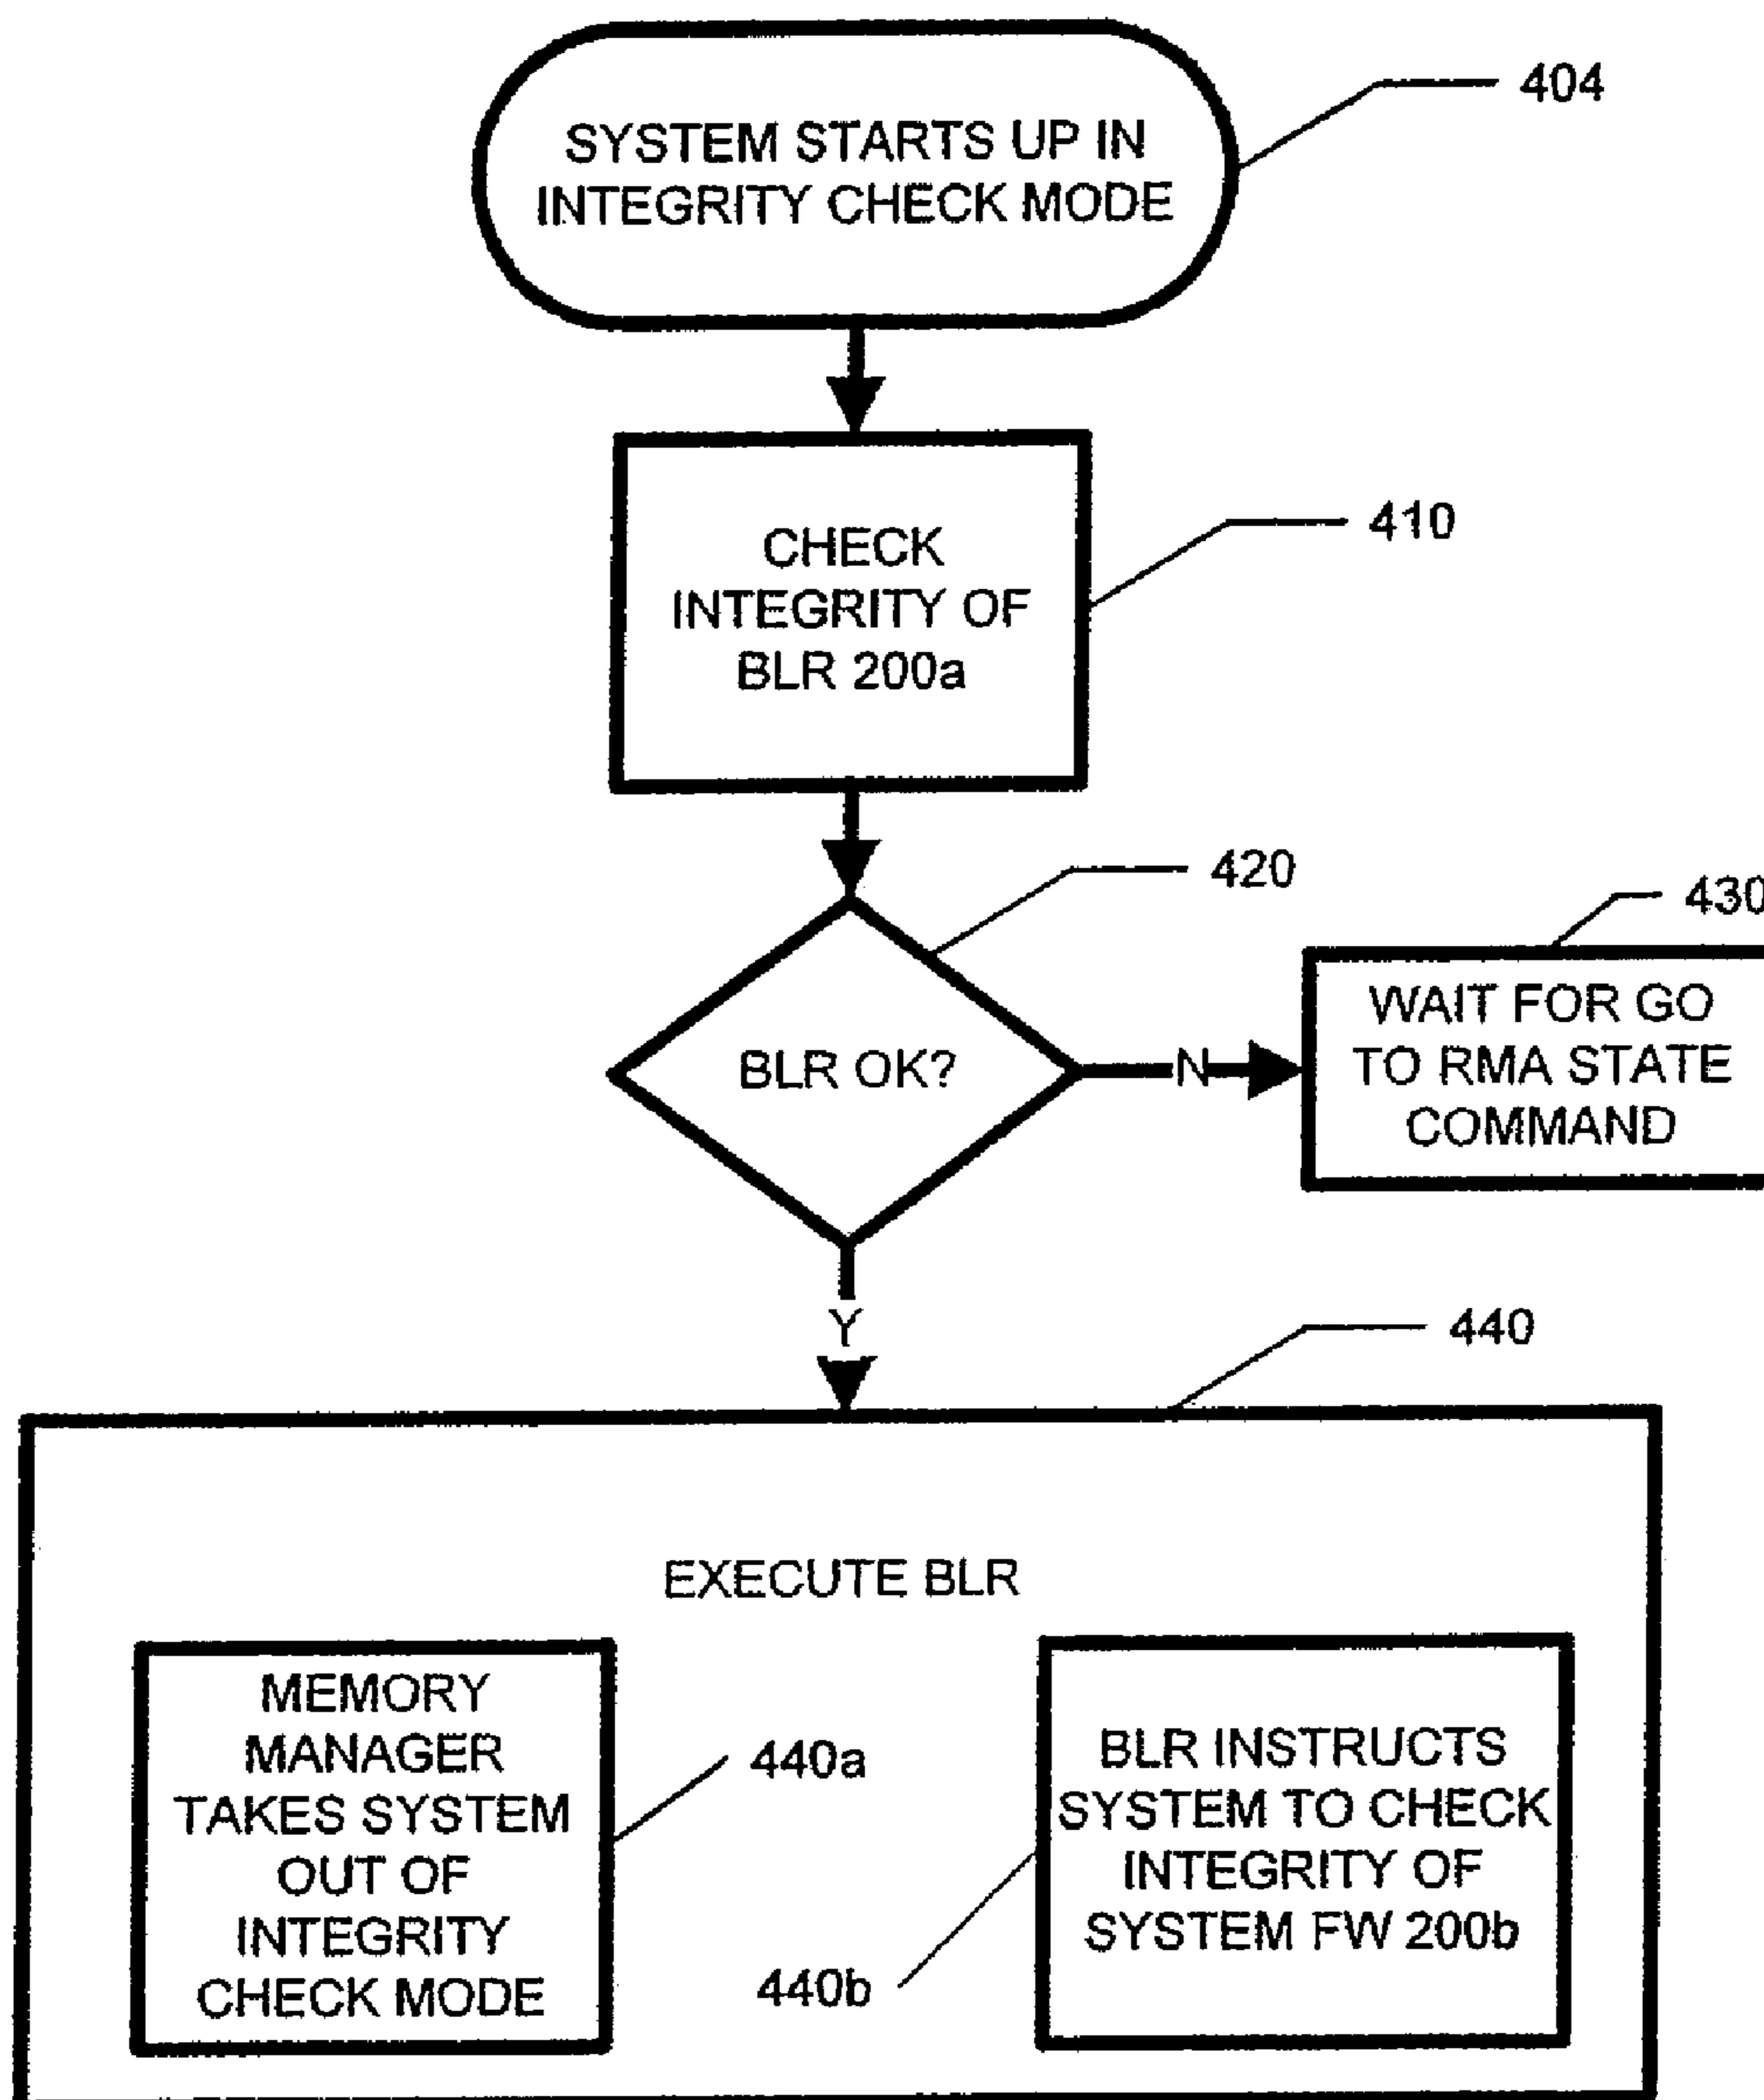 SYSTEM STARTS UP IN
INTEGRITY CHECK MODE
404
CHECK
INTEGRITY OF
BLR 200a
410
420
430
BLR OK?
N
WAIT FOR GO
TO RMA STATE
COMMAND
Y
440
EXECUTE BLR
MEMORY
MANAGER
TAKES SYSTEM
OUT OF
INTEGRITY
CHECK MODE
440a
BLR INSTRUCTS
SYSTEM TO CHECK
INTEGRITY OF
SYSTEM FW 200b
440b